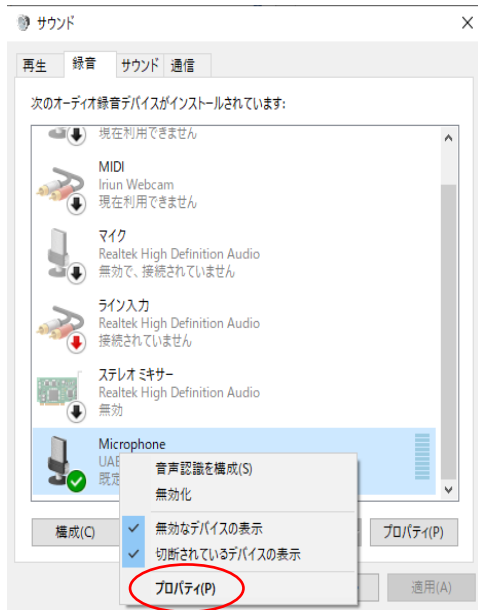 サウンド
再生 録音 サウンド 通信
次のオーディオ録音デバイスがインストールされています:
現在利用できません
MIDI
Iriun Webcam
現在利用できません
マイク
Realtek High Definition Audio
無効で、接続されていません
ライン入力
Realtek High Definition Audio
接続されていません
ステレオ ミキサー
Realtek High Definition Audio
無効
Microphone
既定
音声認識を構成(S)
無効化
無効なデバイスの表示
切断されているデバイスの表示
プロパティ(P)
構成(C)
プロパティ(P)
適用(A)